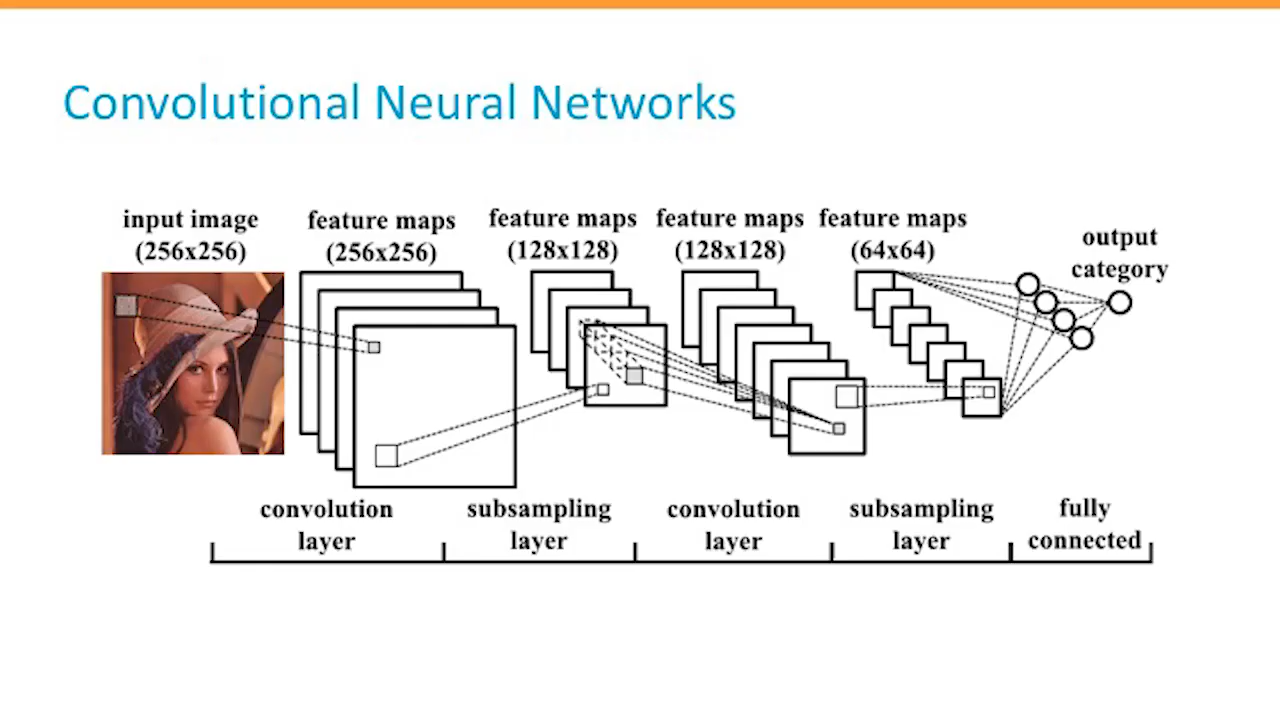 Convolutional Neural Networks
input image
(256x256)
feature maps
(256x256)
feature maps
(128x128)
feature maps
(128x128)
feature maps
(64x64)
output
category
convolution
layer
subsampling
layer
convolution
layer
subsampling
layer
fully
connected